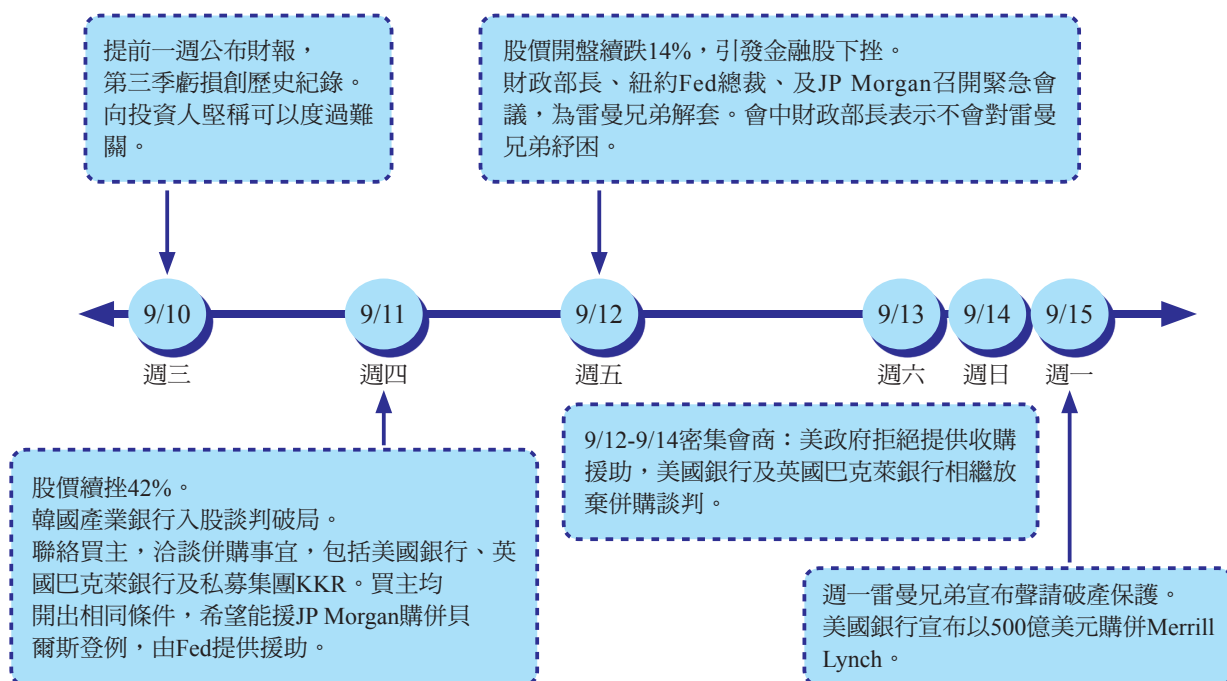 提前一週公布財報，
第三季虧損創歷史紀錄。
向投資人堅稱可以度過難
關。
股價開盤續跌14%，引發金融股下挫。
財政部長、紐約Fed總裁、及JP Morgan召開緊急會
議，為雷曼兄弟解套。會中財政部長表示不會對雷曼
兄弟紓困。
9/10
9/11
9/12
9/13
9/14
9/15
週三
週四
週五
週六
週日
週一
股價續挫42%。
韓國產業銀行入股談判破局。
聯絡買主，洽談併購事宜，包括美國銀行、英
國巴克萊銀行及私募集團KKR。買主均
開出相同條件，希望能援JP Morgan購併貝
爾斯登例，由Fed提供援助。
9/12-9/14密集會商：美政府拒絕提供收購
援助，美國銀行及英國巴克萊銀行相繼放
棄併購談判。
週一雷曼兄弟宣布聲請破產保護。
美國銀行宣布以500億美元購併Merrill
Lynch。